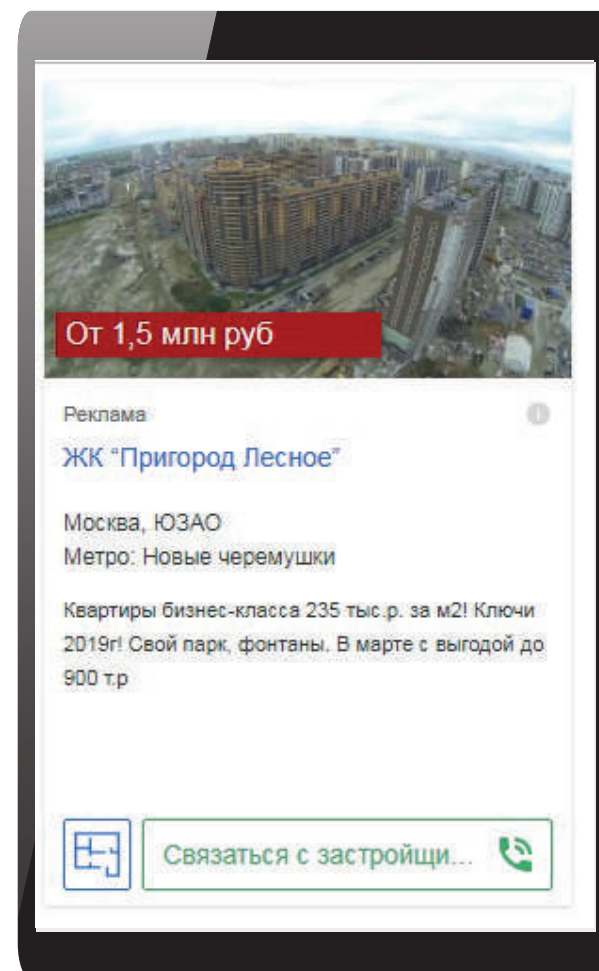 От 1,5 млн руб
Реклама
ЖК "Пригород Лесное"
Москва, ЮЗАО
Метро: Новые черемушки
Квартиры бизнес-класса 235 тыс.р. за м2! Ключи
2019г! Свой парк, фонтаны. В марте с выгодой до
900 т.р
Связаться с застройщи...